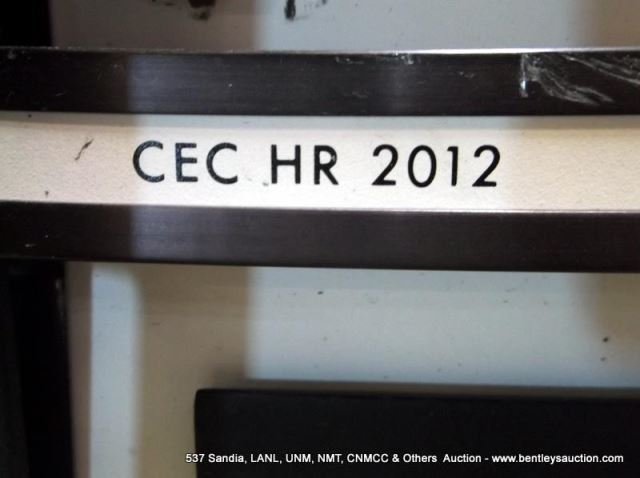 CEC HR 2012
537 Sandia, LANL, UNM, NMT, CNMCC & Others Auction - www.bentleysauction.com